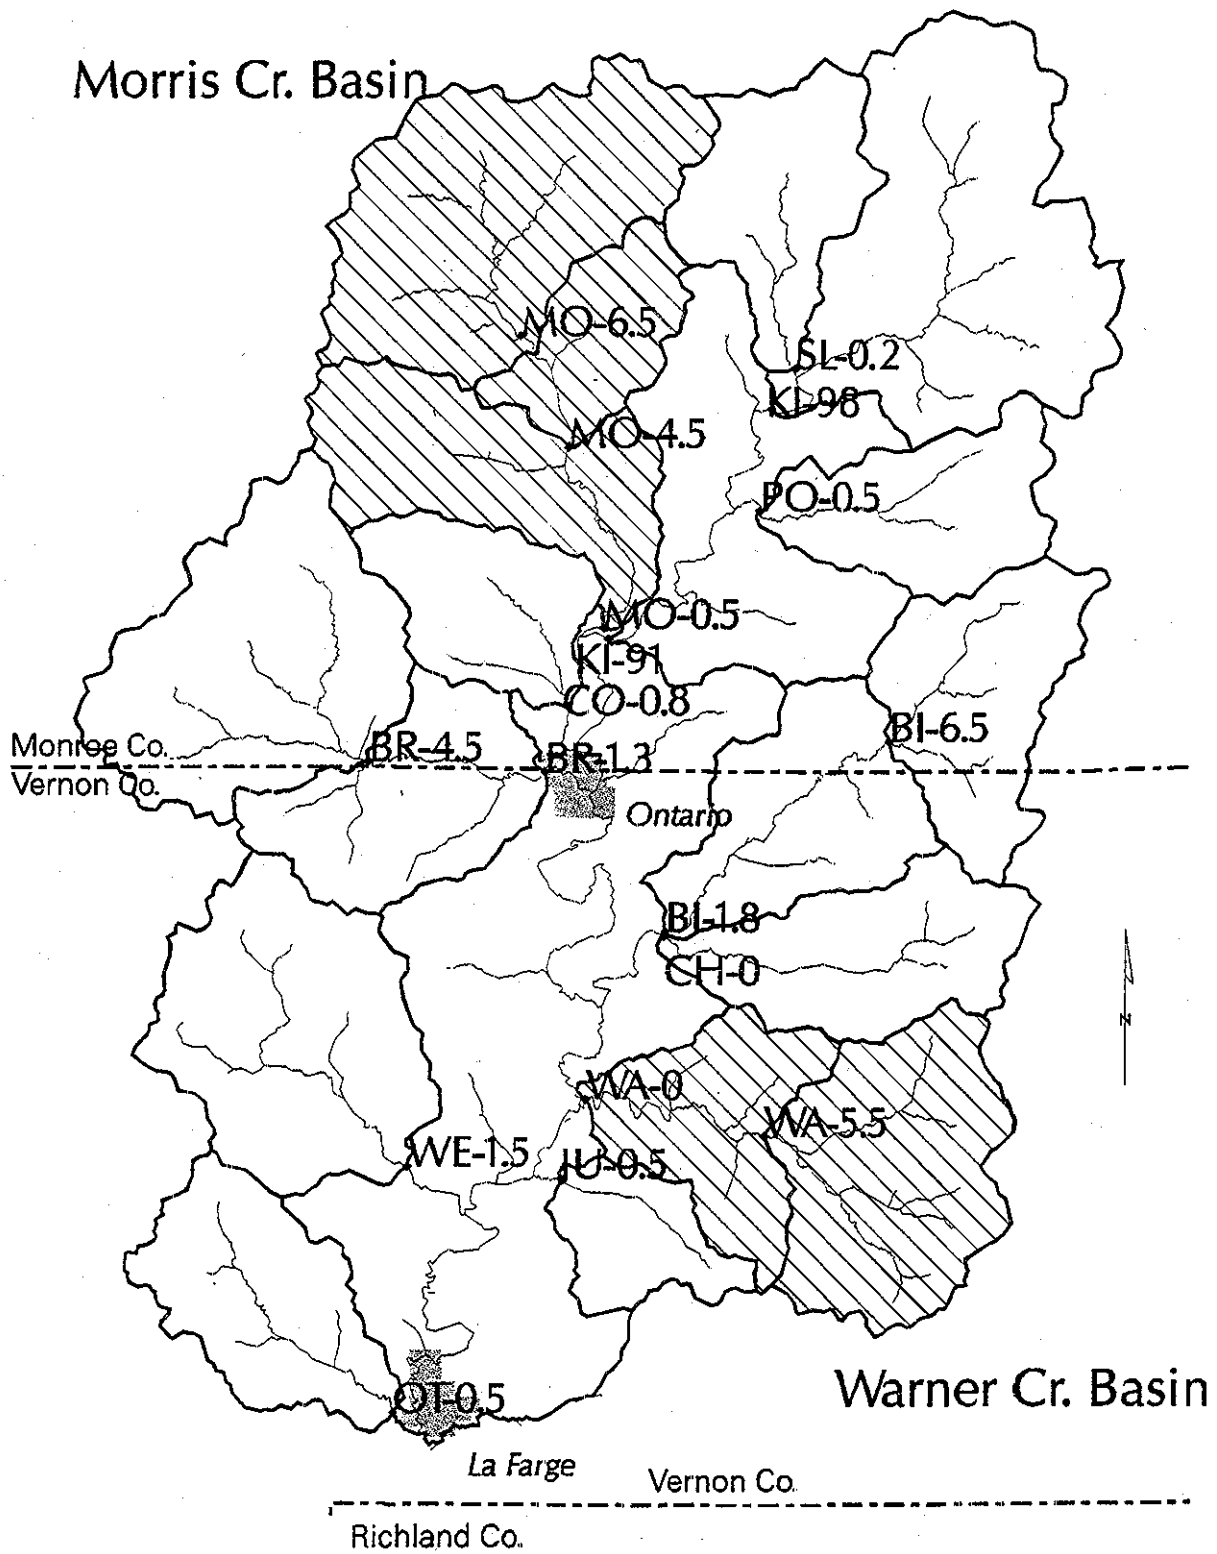 Morris Cr. Basin
MO-6.5
SL-0.2
KI-98
MO-4.5
PO-0.5
MO-0.5
KI-91
CO-0.8
BI-6.5
Monroe Co.
BR-4.5
BR-1.3
Vernon Co.
Ontario
BI-1.8
CH-0
N
WA-0
WA-5.5
WE-1.5
JU-0.5
Warner Cr. Basin
OT-0.5
La Farge
Vernon Co.
Richland Co.